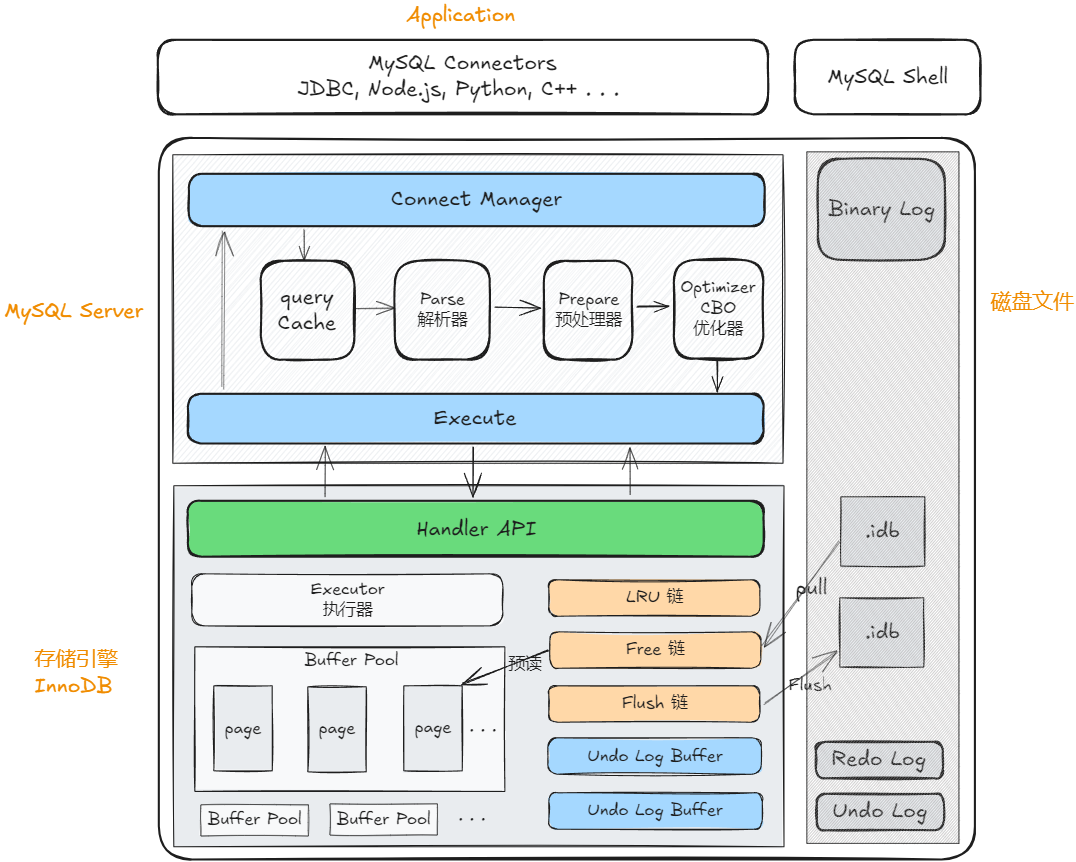 Application
MySQL Connectors
JDBC, Node.js, Python, C++ . . .
MySQL Shell
Connect Manager
Binary Log
query
Cache
Parse
解析器
Prepare
预处理器
Optimizer
CBO
优化器
MySQL Server
磁盘文件
Execute
Handler API
.idb
Executor
执行器
LRU 链
pull
.idb
Free 链
存储引擎
InnoDB
Buffer Pool
预读
page
page
page
. . .
Flush 链
Flush
Undo Log Buffer
Redo Log
Buffer Pool
Buffer Pool
. . .
Undo Log Buffer
Undo Log